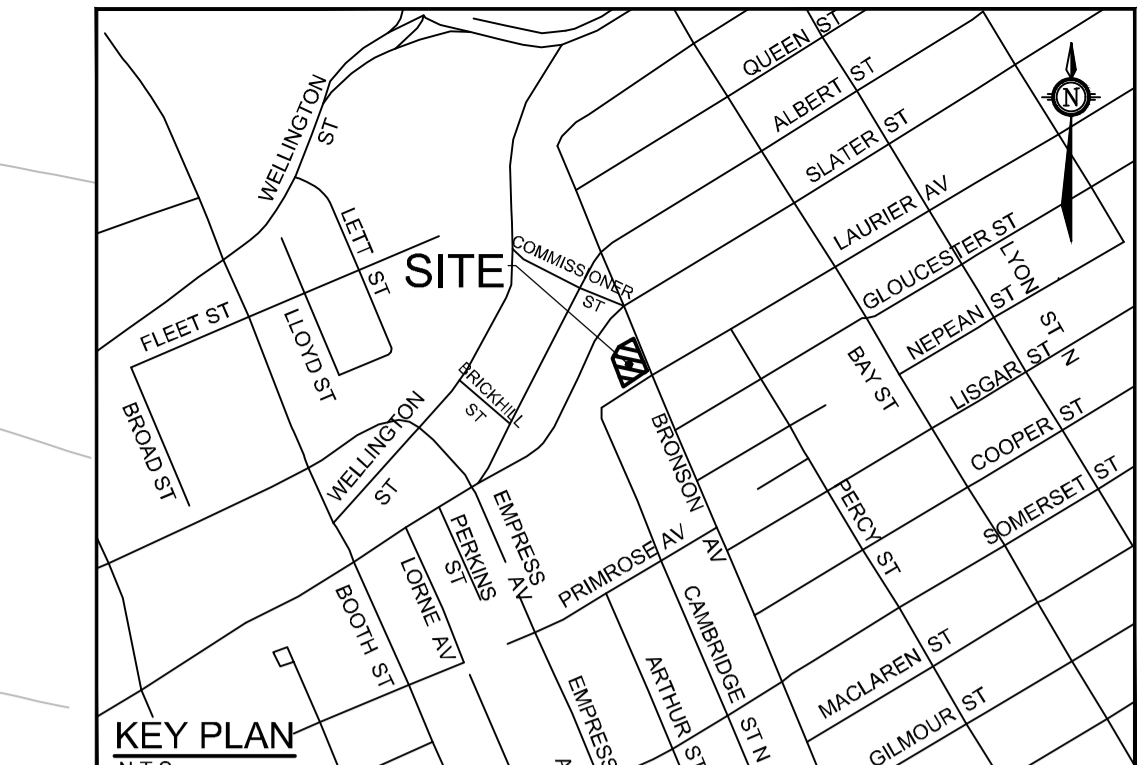 QUEEN ST
ALBERT ST
SLATER ST
LAURIER AV
GLOUCESTER ST
NEPEAN ST
LISGAR ST
COOPER ST
SOMERSET ST
MACLAREN ST
GILMOUR ST
LYON ST N
BAY ST
PERCY ST
N
WELLINGTON ST
LETT ST
SITE
COMMISSIONER ST
FLEET ST
LLOYD ST
BROAD ST
BRICKHILL ST
WELLINGTON ST
BRONSON AV
EMPRESS AV
PERKINS ST
LORNE AV
BOOTH ST
PRIMROSE AV
CAMBRIDGE ST N
ARTHUR ST
EMPRESS
KEY PLAN
N.T.S.